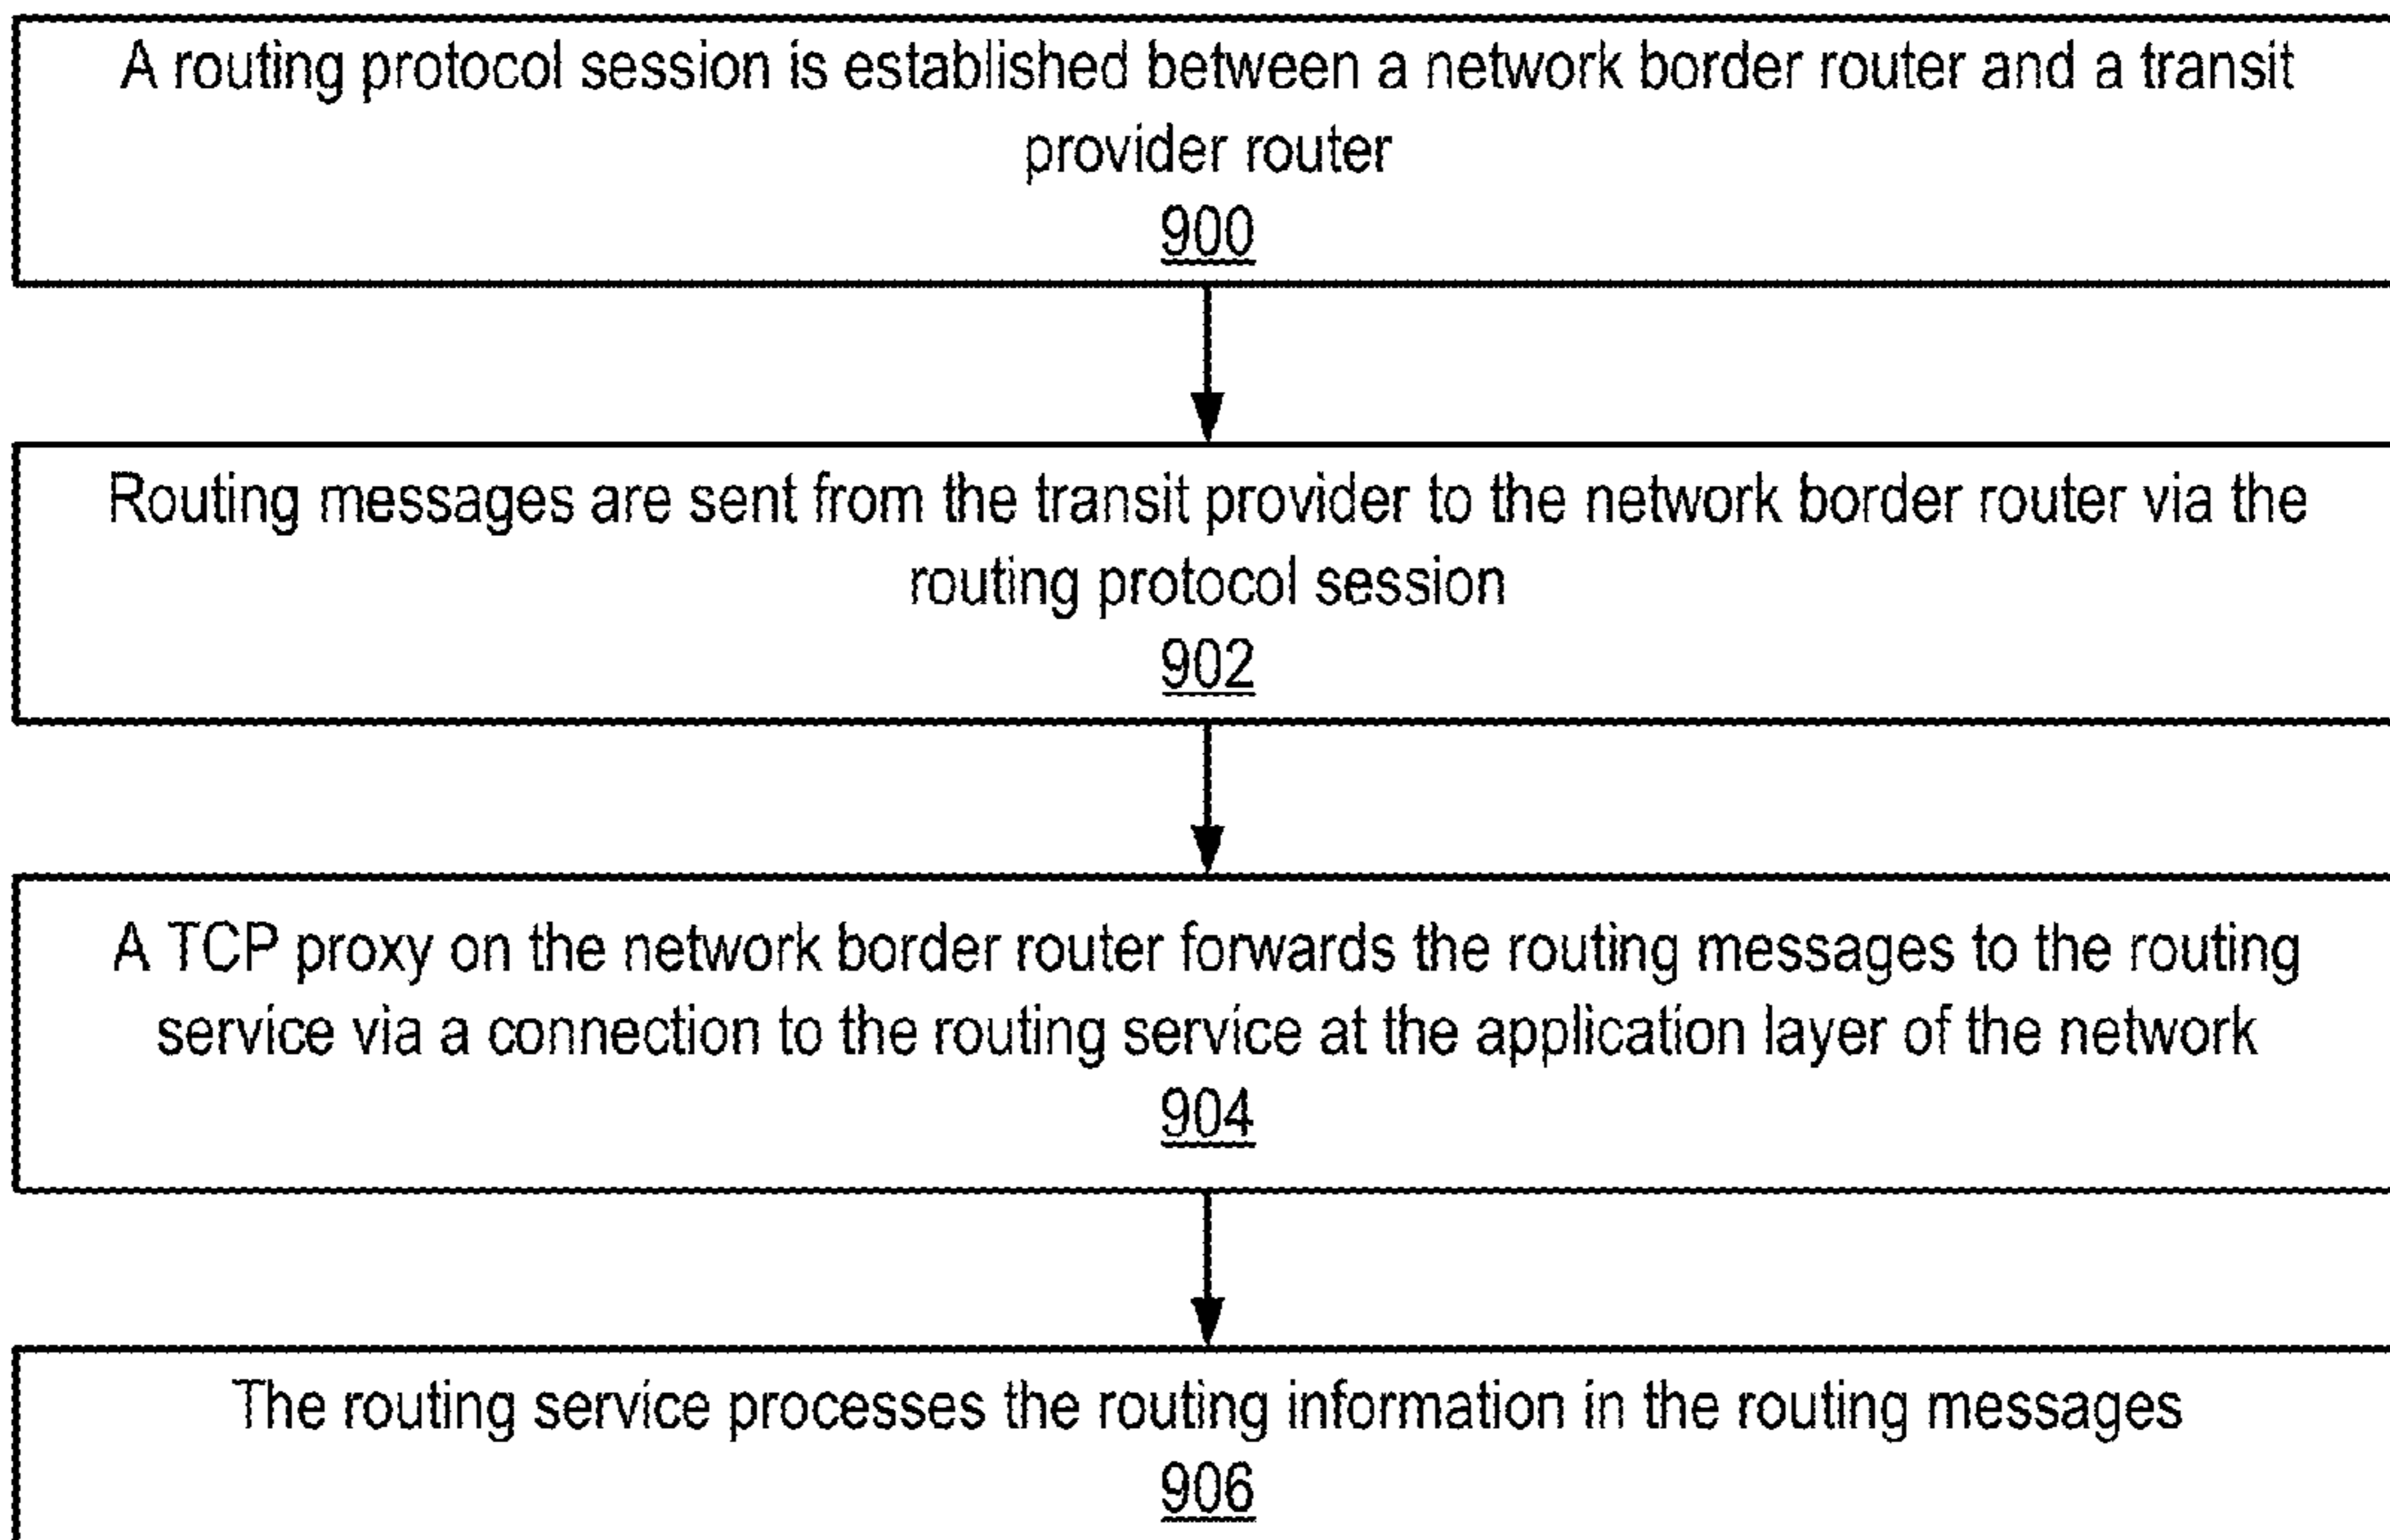 A routing protocol session is established between a network border router and a transit
provider router
900
Routing messages are sent from the transit provider to the network border router via the
routing protocol session
902
A TCP proxy on the network border router forwards the routing messages to the routing
service via a connection to the routing service at the application layer of the network
904
The routing service processes the routing information in the routing messages
906